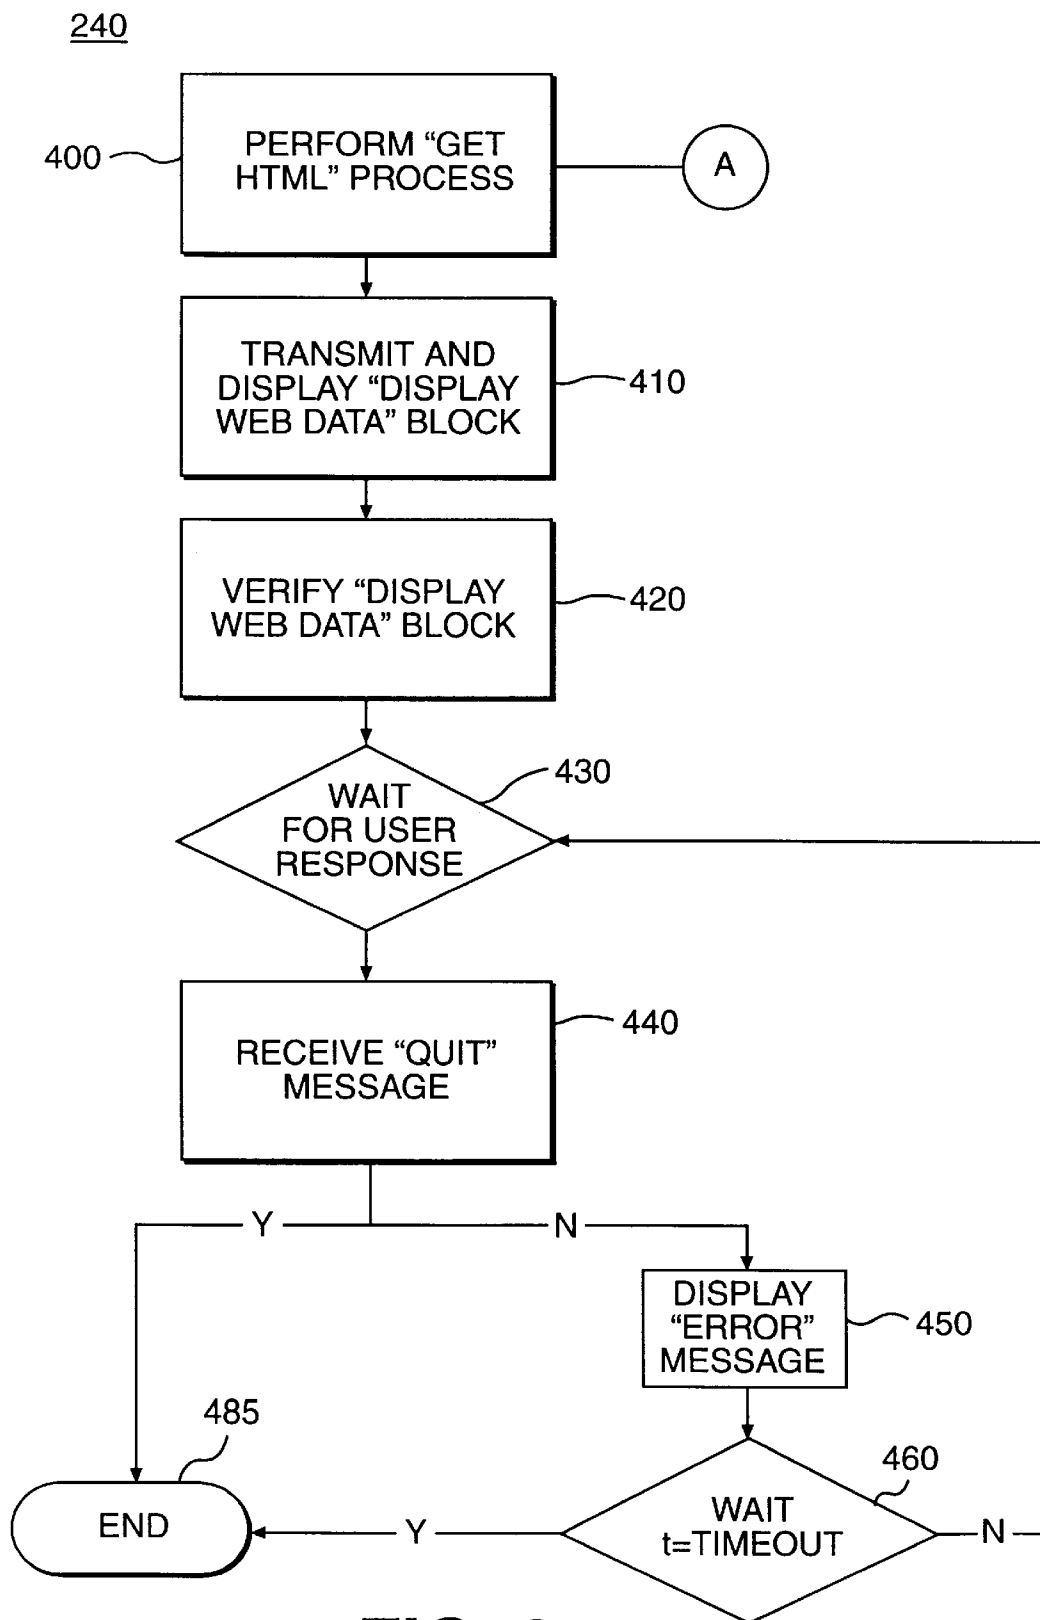 240
PERFORM “GET
HTML” PROCESS
400
A
TRANSMIT AND
DISPLAY “DISPLAY
WEB DATA” BLOCK
410
VERIFY “DISPLAY
WEB DATA” BLOCK
420
WAIT
FOR USER
RESPONSE
430
RECEIVE “QUIT”
MESSAGE
440
Y
N
DISPLAY
“ERROR”
MESSAGE
450
485
END
Y
WAIT
t=TIMEOUT
460
N